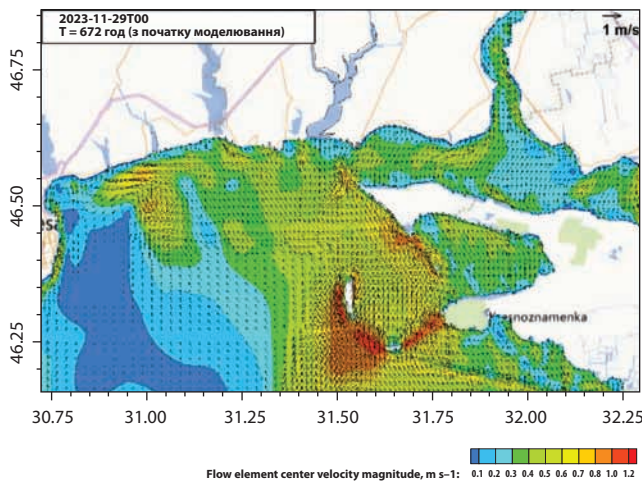 2023-11-29T00
T = 672 год (з початку моделювання)
1 m/s
46.75
46.50
46.25
30.75 31.00 31.25 31.50 31.75 32.00 32.25
Flow element center velocity magnitude, m s–1:
0.1 0.2 0.3 0.4 0.5 0.6 0.7 0.8 1.0 1.2